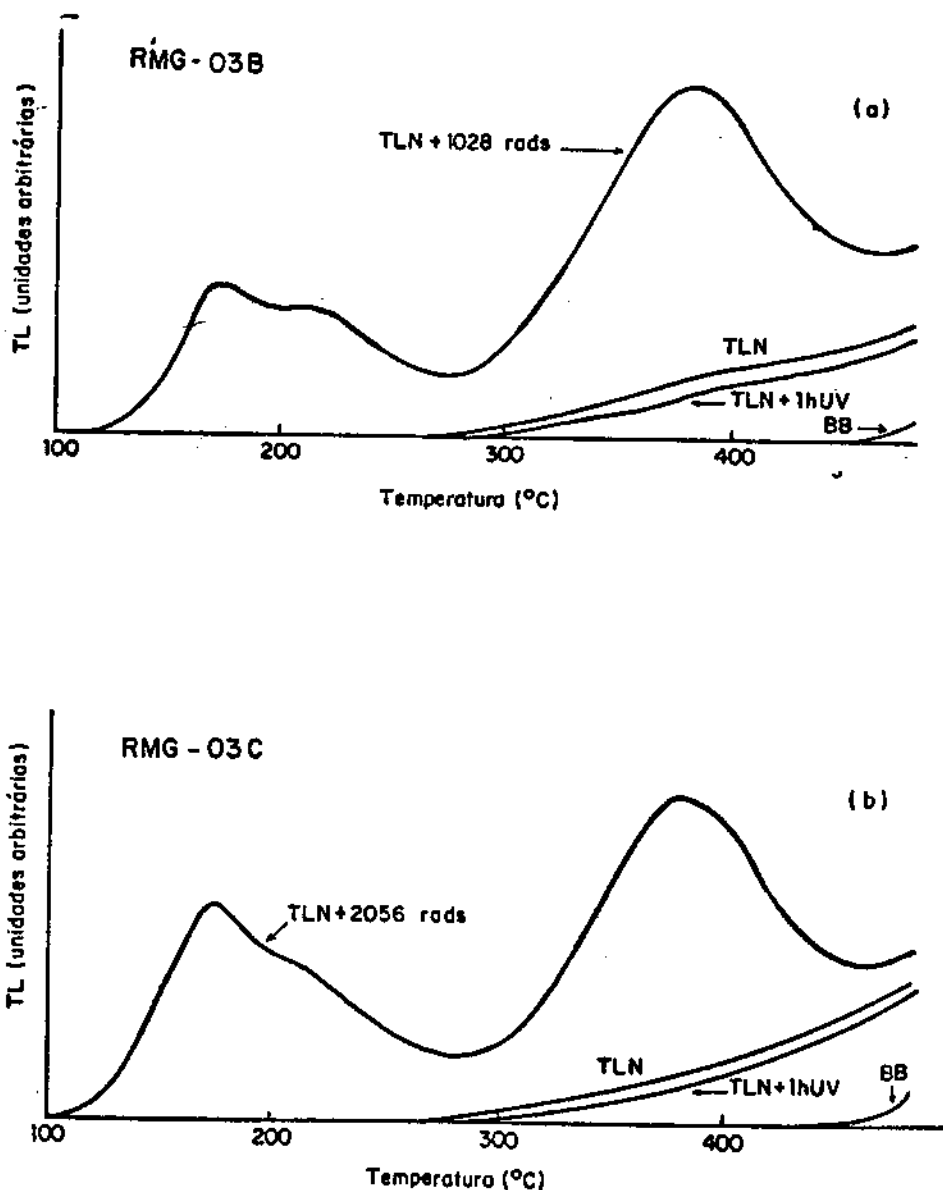 RMG - 03B
(a)
TL (unidades arbitrárias)
TLN + 1028 rads
TLN
TLN + 1hUV
BB
100
200
300
400
Temperatura (°C)
RMG - 03C
(b)
TL (unidades arbitrárias)
TLN + 2056 rads
TLN
TLN + 1hUV
BB
100
200
300
400
Temperatura (°C)